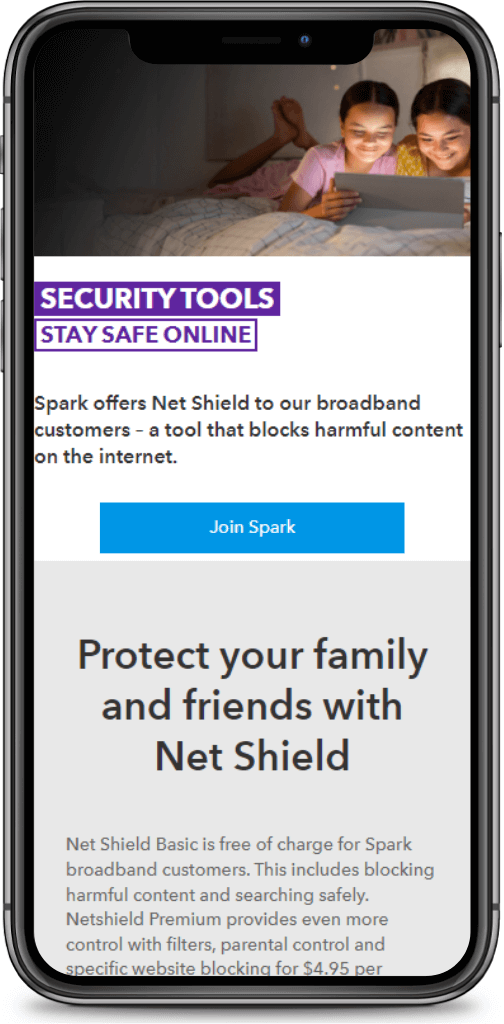 SECURITY TOOLS
STAY SAFE ONLINE
Spark offers Net Shield to our broadband
customers – a tool that blocks harmful content
on the internet.
Join Spark
Protect your family
and friends with
Net Shield
Net Shield Basic is free of charge for Spark
broadband customers. This includes blocking
harmful content and searching safely.
Netshield Premium provides even more
control with filters, parental control and
specific website blocking for $4.95 per